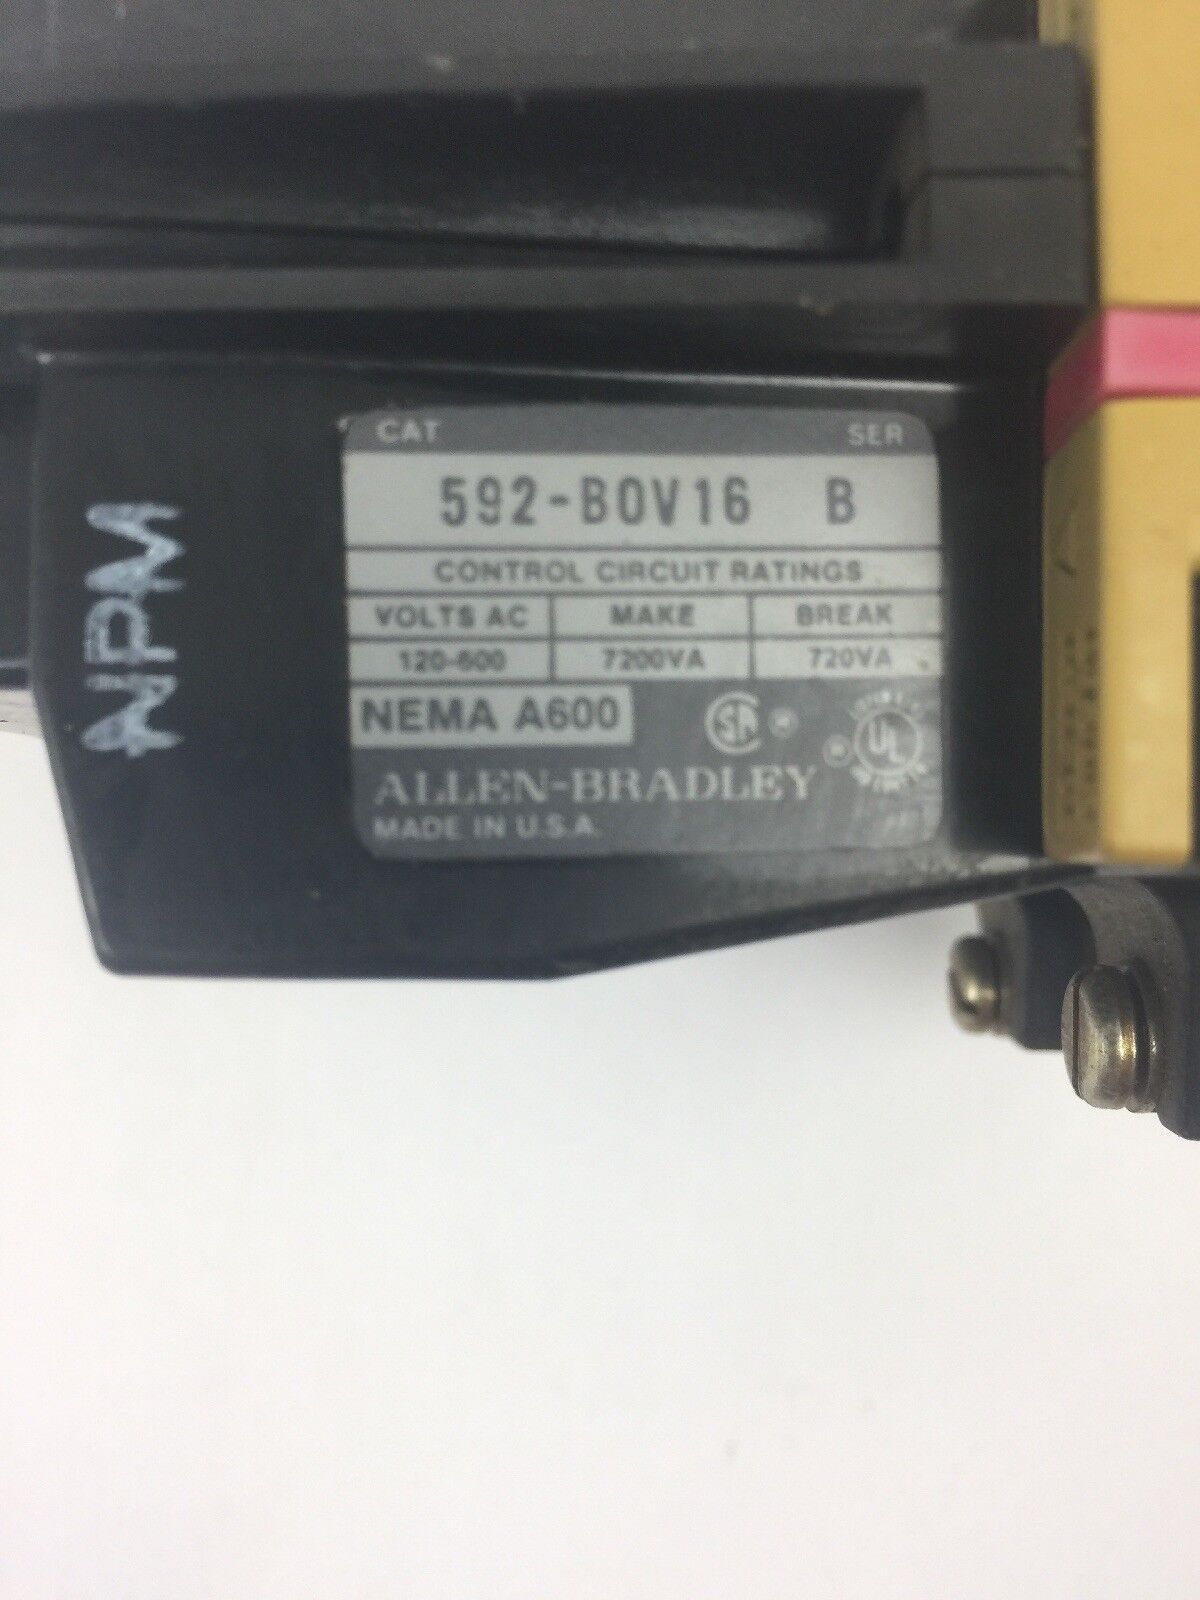 CAT SER
592-BOV16 B
CONTROL CIRCUIT RATINGS
VOLTS AC MAKE BREAK
120-600 7200VA 720VA
NEMA A600
ALLEN-BRADLEY
MADE IN U.S.A.
NPM